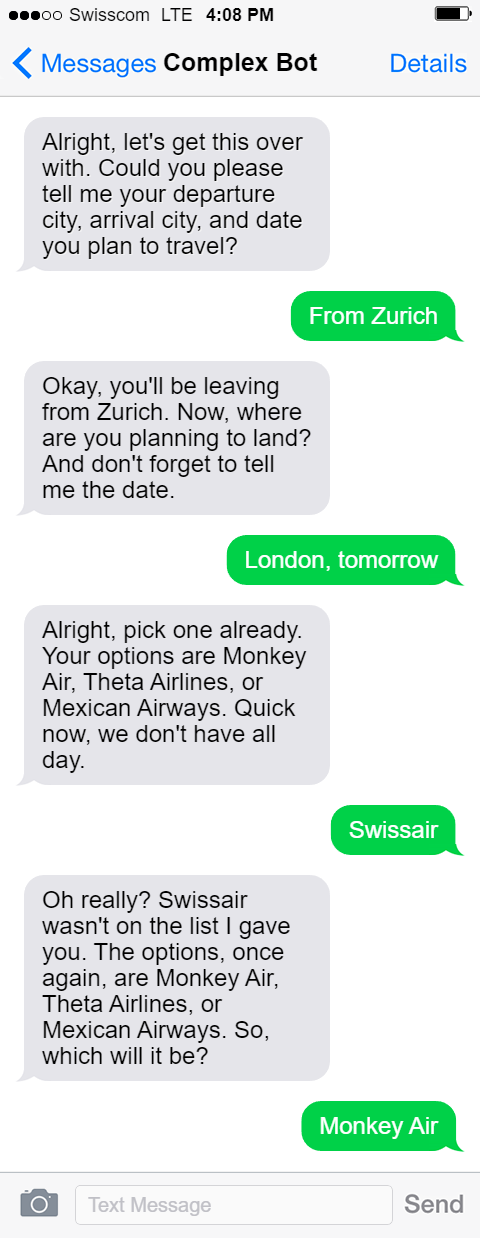 Swisscom LTE 4:08 PM
Messages Complex Bot Details
Alright, let's get this over
with. Could you please
tell me your departure
city, arrival city, and date
you plan to travel?
From Zurich
Okay, you'll be leaving
from Zurich. Now, where
are you planning to land?
And don't forget to tell
me the date.
London, tomorrow
Alright, pick one already.
Your options are Monkey
Air, Theta Airlines, or
Mexican Airways. Quick
now, we don't have all
day.
Swissair
Oh really? Swissair
wasn't on the list I gave
you. The options, once
again, are Monkey Air,
Theta Airlines, or
Mexican Airways. So,
which will it be?
Monkey Air
Text Message Send